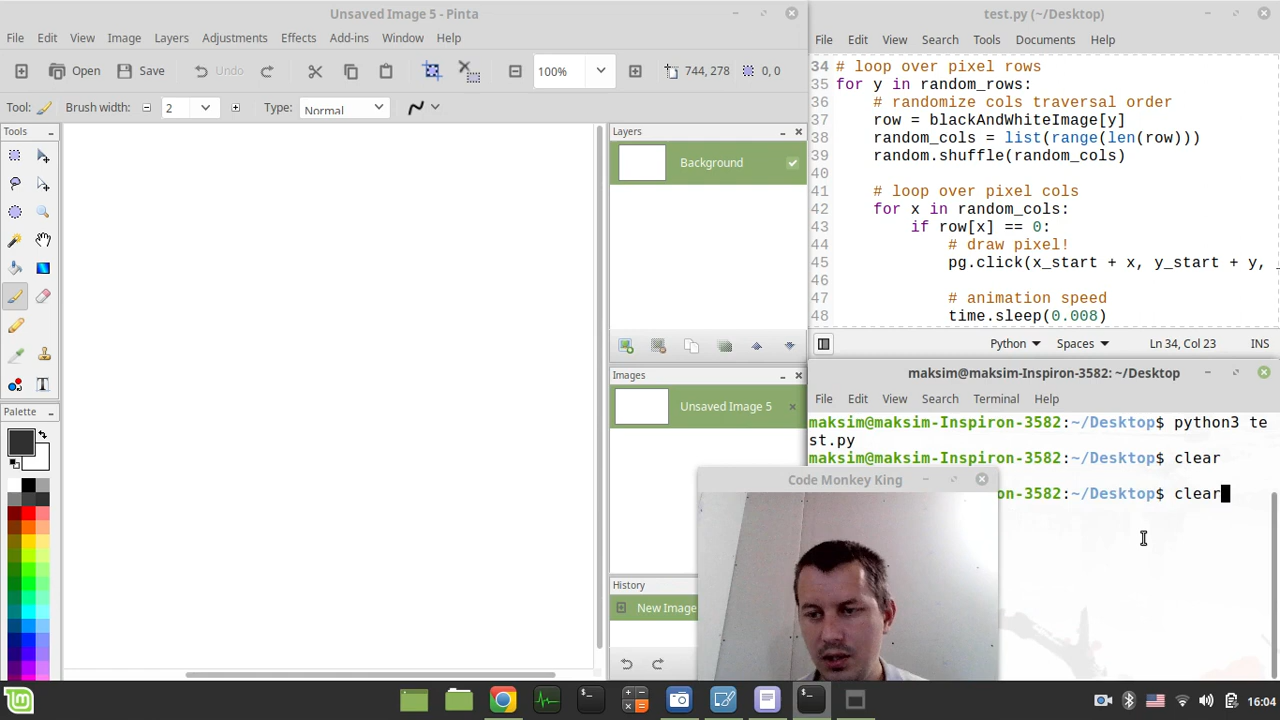 Unsaved Image 5 - Pinta
File Edit View Image Layers Adjustments Effects Add-ins Window Help
Open Save Undo 100% 744, 278 0, 0
Tool: Brush width: 2 Type: Normal
Tools
Palette
Layers
Background
Images
Unsaved Image 5
History
New Image
test.py (~/Desktop)
File Edit View Search Tools Documents Help
34 # loop over pixel rows
35 for y in random_rows:
36 # randomize cols traversal order
37 row = blackAndWhiteImage[y]
38 random_cols = list(range(len(row)))
39 random.shuffle(random_cols)
40
41 # loop over pixel cols
42 for x in random_cols:
43 if row[x] == 0:
44 # draw pixel!
45 pg.click(x_start + x, y_start + y, _
46
47 # animation speed
48 time.sleep(0.008)
Python Spaces Ln 34, Col 23 INS
maksim@maksim-Inspiron-3582: ~/Desktop
File Edit View Search Terminal Help
maksim@maksim-Inspiron-3582:~/Desktop$ python3 te
st.py
maksim@maksim-Inspiron-3582:~/Desktop$ clear
on-3582:~/Desktop$ clear
Code Monkey King
16:04